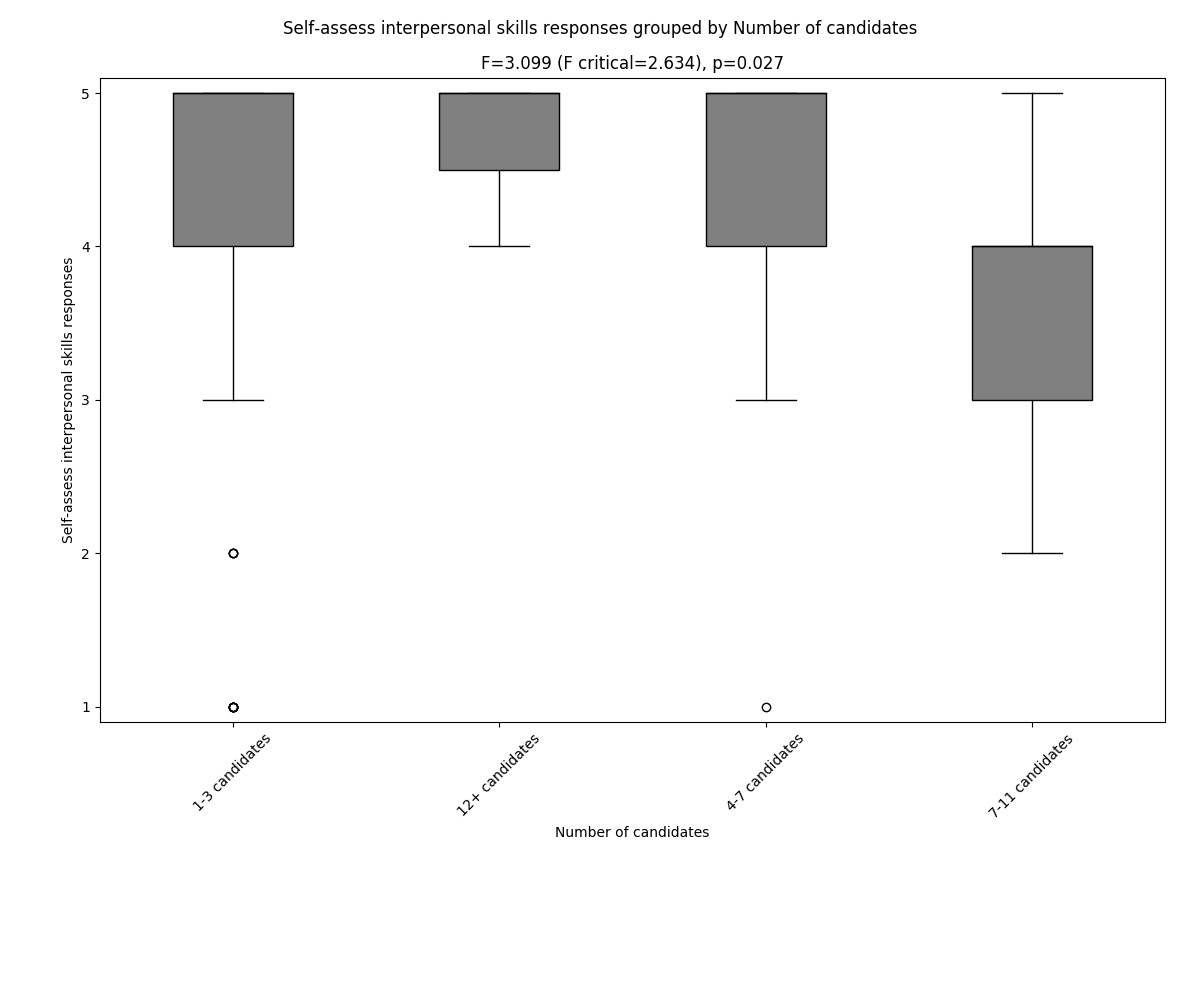 Self-assess interpersonal skills responses grouped by Number of candidates
F=3.099 (F critical=2.634), p=0.027
Self-assess interpersonal skills responses
5
4
3
2
1
1-3 candidates
12+ candidates
4-7 candidates
7-11 candidates
Number of candidates